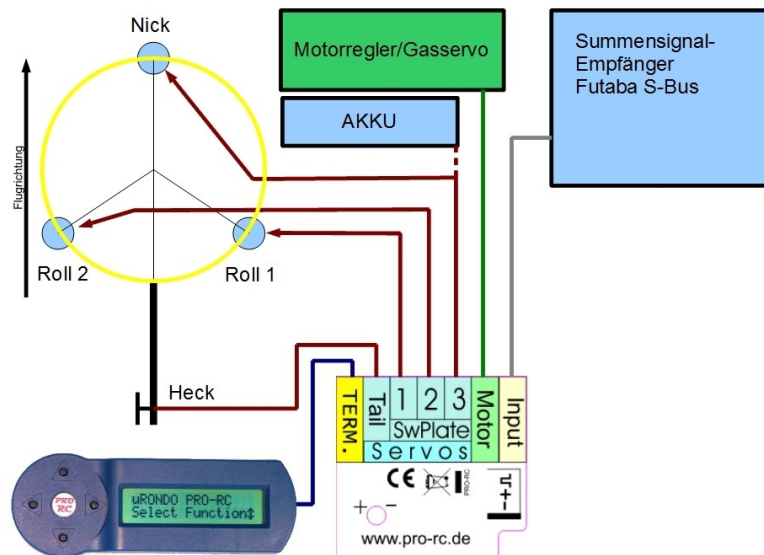 Nick
Motorregler/Gasservo
Summensignal-
Empfänger
Futaba S-Bus
AKKU
Flugrichtung
Roll 2
Roll 1
Heck
TERM.
Tail
1
2
3
Motor
Input
SwPlate
Servos
PRO-RC
+ -
www.pro-rc.de
PRO
RC
uRONDO PRO-RC
Select Function